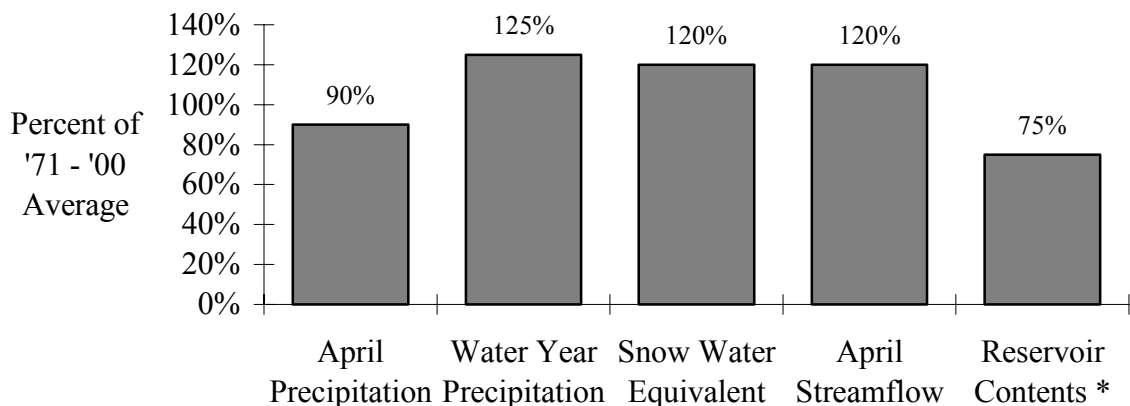 140%
120%
100%
80%
60%
40%
20%
0%
Percent of
'71 - '00
Average
90%
125%
120%
120%
75%
April
Precipitation
Water Year
Precipitation
Snow Water
Equivalent
April
Streamflow
Reservoir
Contents *